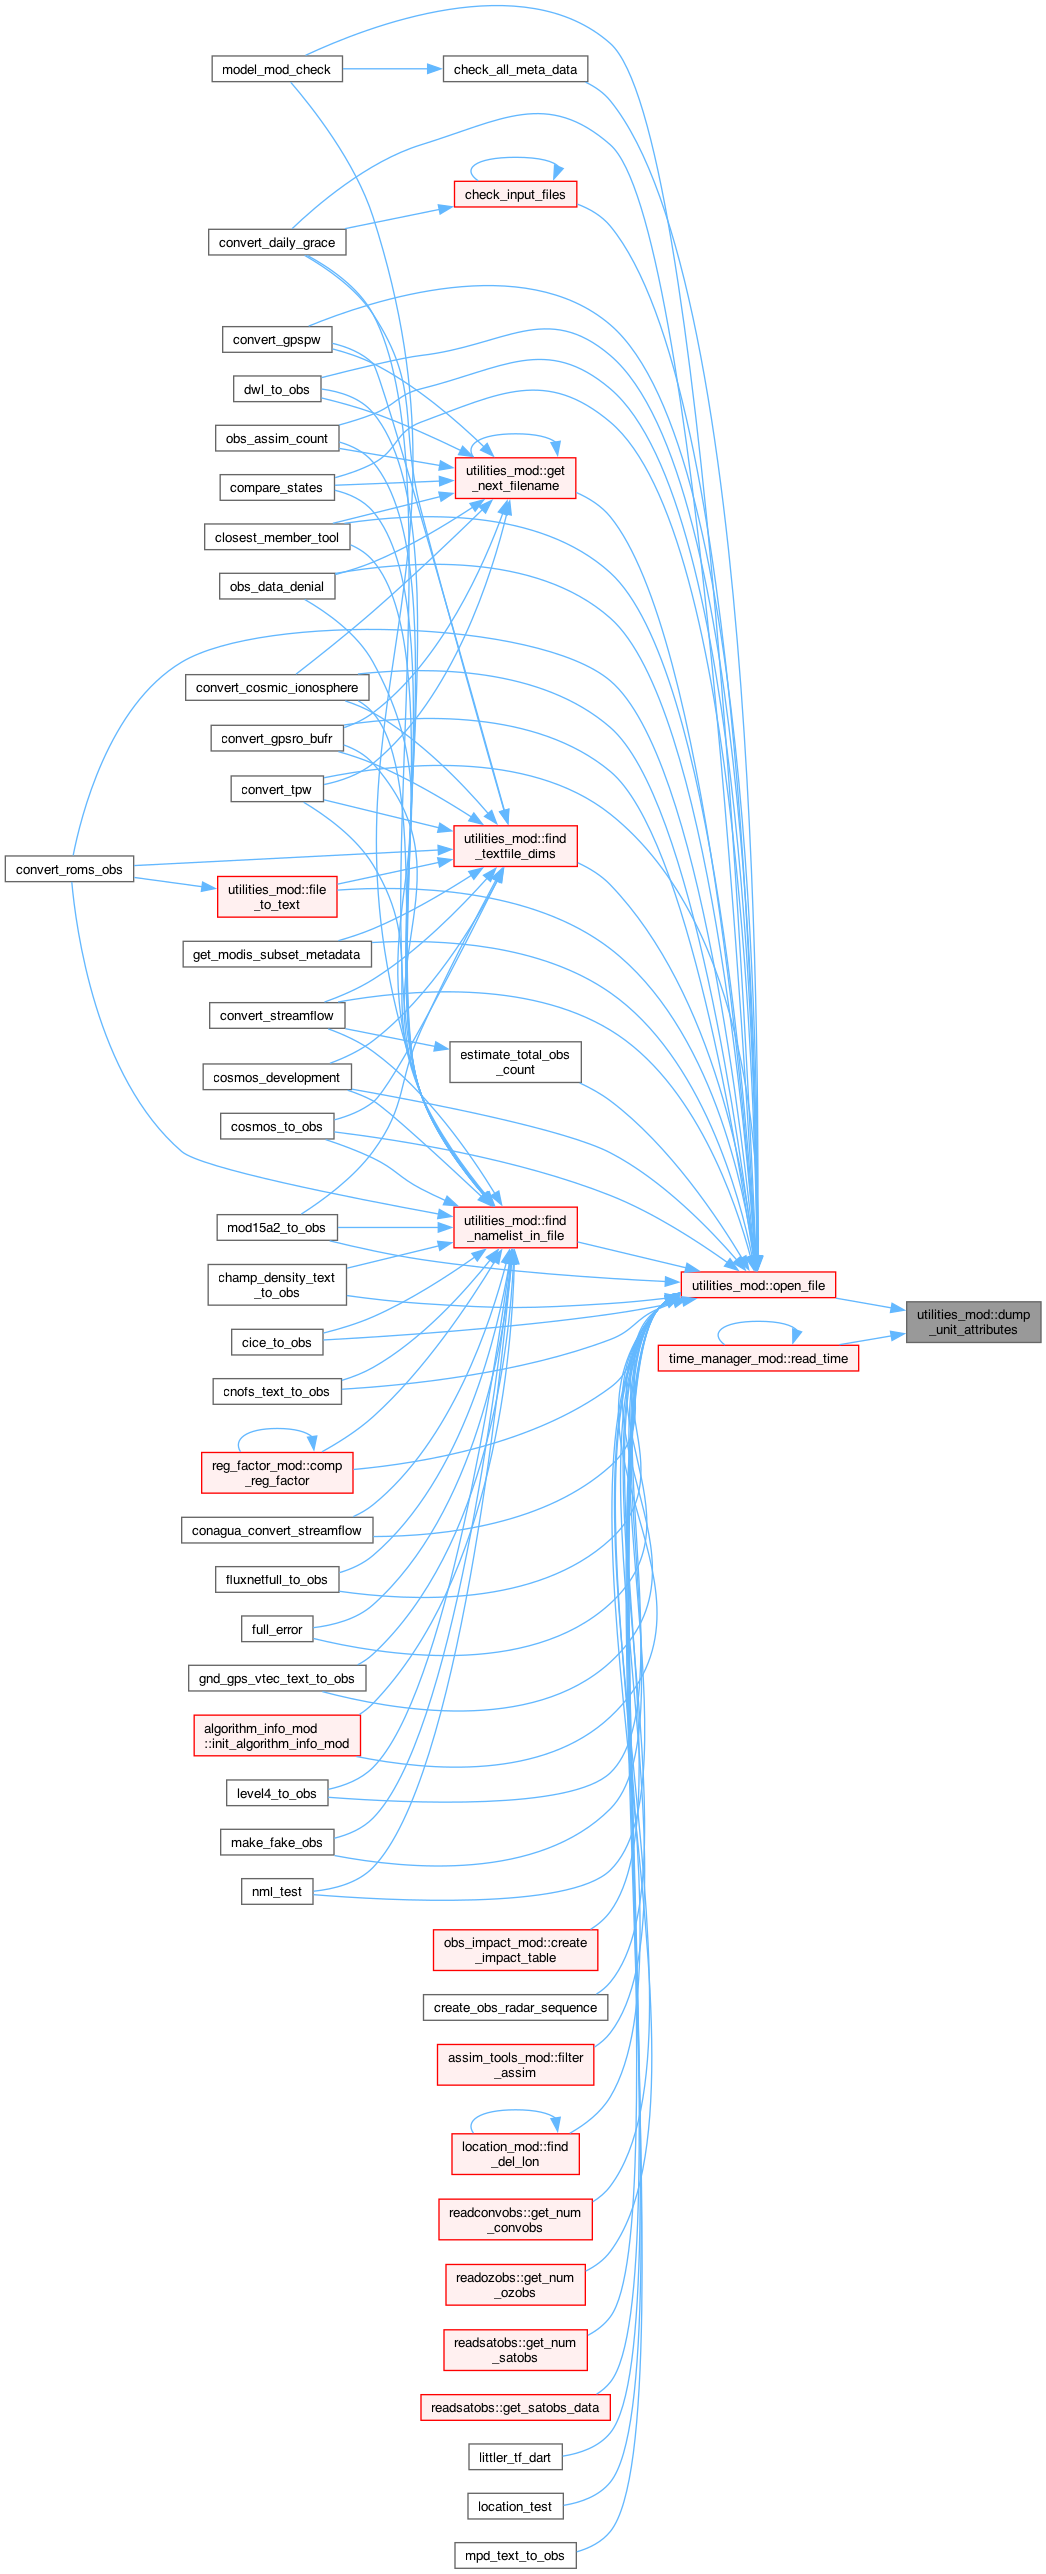 model_mod_check
check_all_meta_data
check_input_files
convert_daily_grace
convert_gpspw
dwl_to_obs
obs_assim_count
utilities_mod::get
_next_filename
compare_states
closest_member_tool
obs_data_denial
convert_cosmic_ionosphere
convert_gpsro_bufr
convert_tpw
utilities_mod::find
_textfile_dims
convert_roms_obs
utilities_mod::file
_to_text
get_modis_subset_metadata
convert_streamflow
estimate_total_obs
_count
cosmos_development
cosmos_to_obs
mod15a2_to_obs
utilities_mod::find
_namelist_in_file
champ_density_text
_to_obs
utilities_mod::open_file
utilities_mod::dump
_unit_attributes
cice_to_obs
time_manager_mod::read_time
cnofs_text_to_obs
reg_factor_mod::comp
_reg_factor
conagua_convert_streamflow
fluxnetfull_to_obs
full_error
gnd_gps_vtec_text_to_obs
algorithm_info_mod
::init_algorithm_info_mod
level4_to_obs
make_fake_obs
nml_test
obs_impact_mod::create
_impact_table
create_obs_radar_sequence
assim_tools_mod::filter
_assim
location_mod::find
_del_lon
readconvobs::get_num
_convobs
readozobs::get_num
_ozobs
readsatobs::get_num
_satobs
readsatobs::get_satobs_data
littler_tf_dart
location_test
mpd_text_to_obs